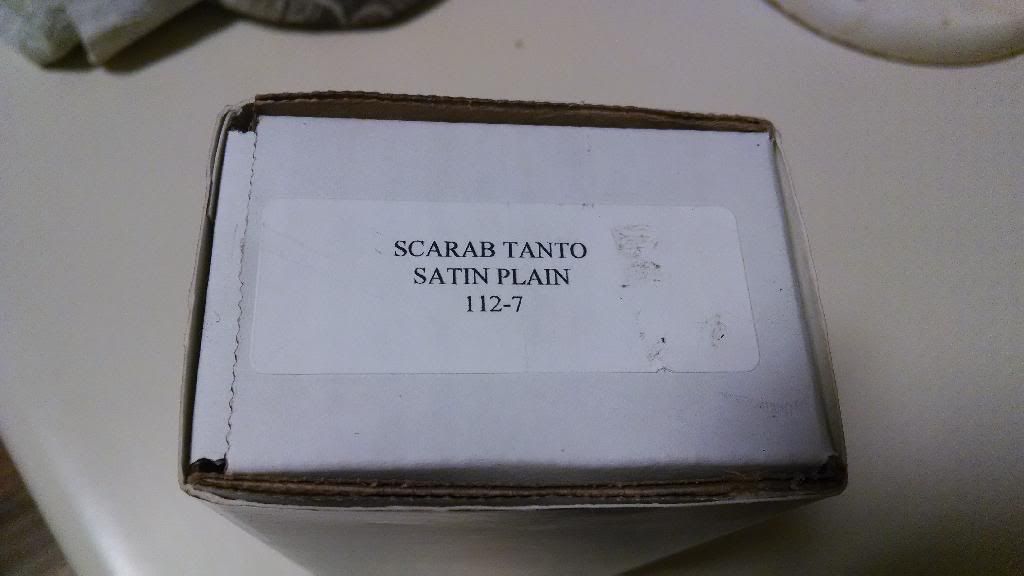 SCARAB TANTO
SATIN PLAIN
112-7